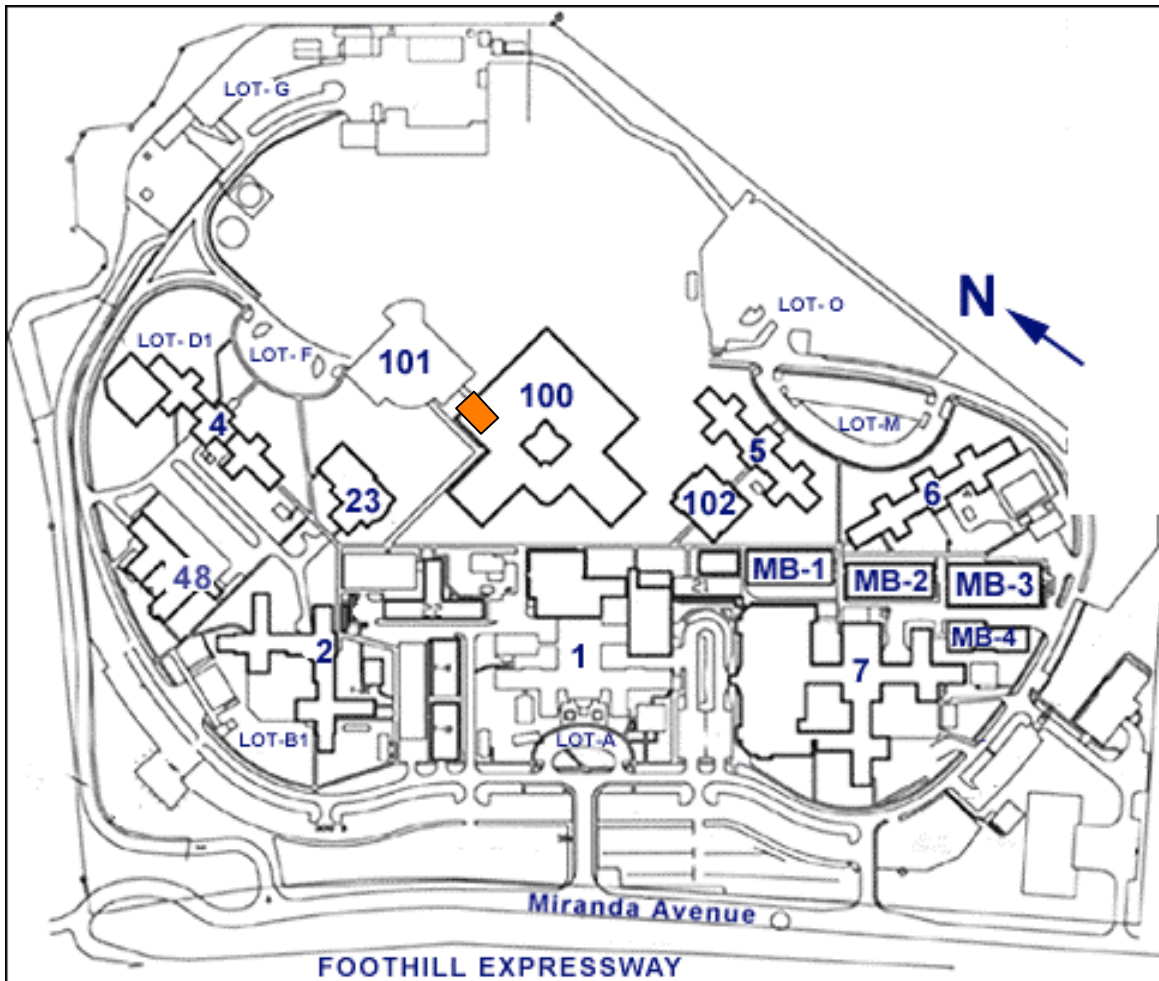 LOT- G
N
LOT- O
LOT- D1
LOT- F
101
100
4
LOT-M
5
6
23
102
48
MB-1
MB-2
MB-3
21
MB-4
2
1
7
LOT-B1
LOT-A
Miranda Avenue
FOOTHILL EXPRESSWAY